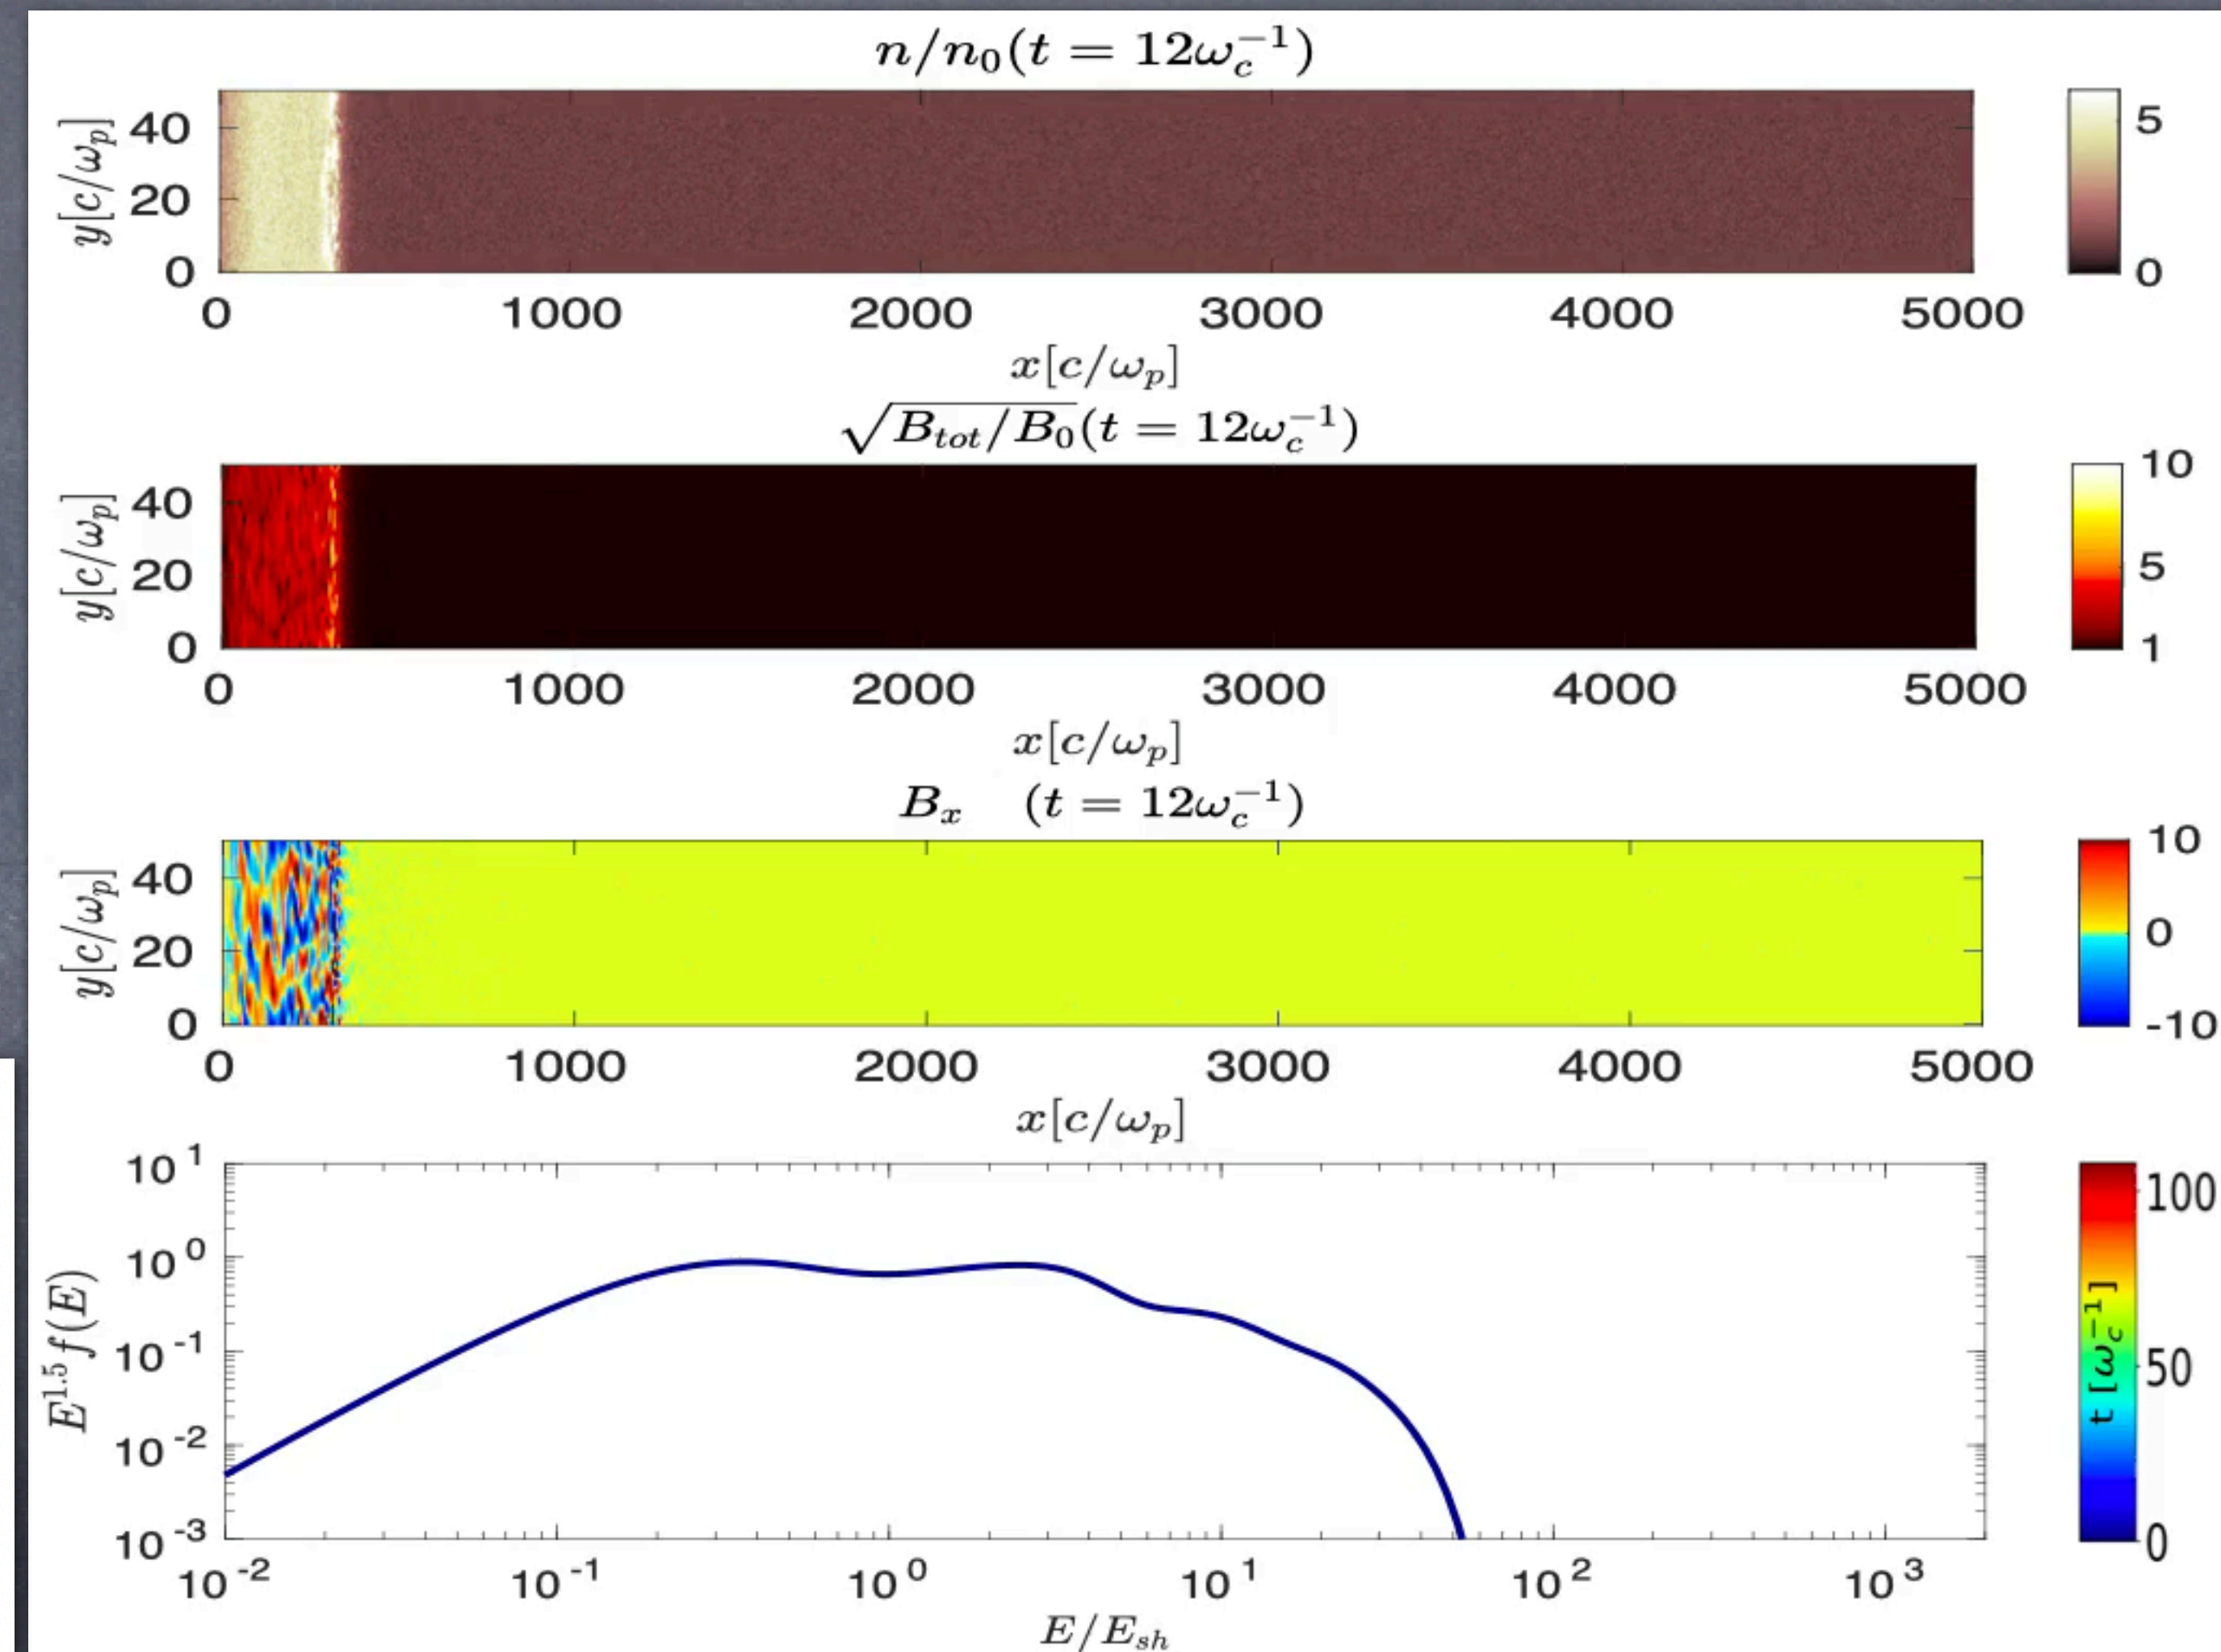 n/n₀(t = 12ω_c⁻¹)
y[c/ω_p]
40
20
0
5
0
0 1000 2000 3000 4000 5000
x[c/ω_p]
√B_tot/B₀(t = 12ω_c⁻¹)
y[c/ω_p]
40
20
0
10
5
1
0 1000 2000 3000 4000 5000
x[c/ω_p]
B_x (t = 12ω_c⁻¹)
y[c/ω_p]
40
20
0
10
0
-10
0 1000 2000 3000 4000 5000
x[c/ω_p]
E^1.5 f(E)
10¹
10⁰
10⁻¹
10⁻²
10⁻³
t [ω_c⁻¹]
100
50
0
10⁻² 10⁻¹ 10⁰ 10¹ 10² 10³
E/E_sh